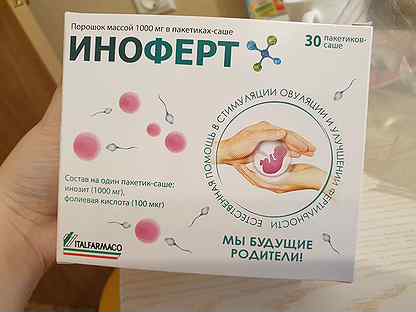 Порошок массой 1000 мг в пакетиках-саше
ИНОФЕРТ
30 пакетиков-
саше
ЕСТЕСТВЕННАЯ ПОМОЩЬ В СТИМУЛЯЦИИ ОВУЛЯЦИИ И УЛУЧШЕНИИ ФЕРТИЛЬНОСТИ
Состав на один пакетик-саше:
инозит (1000 мг),
фолиевая кислота (100 мкг)
ITALFARMACO
МЫ БУДУЩИЕ
РОДИТЕЛИ!